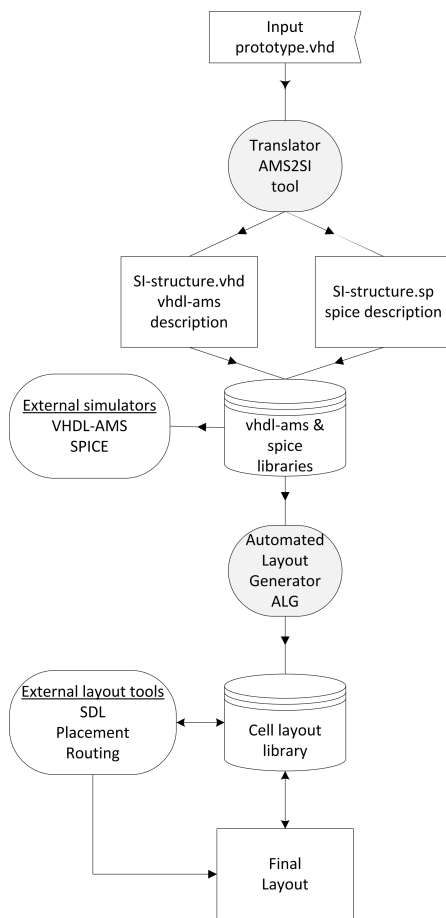 Input
prototype.vhd
Translator
AMS2SI
tool
SI-structure.vhd
vhdl-ams
description
SI-structure.sp
spice description
External simulators
VHDL-AMS
SPICE
vhdl-ams &
spice
libraries
Automated
Layout
Generator
ALG
External layout tools
SDL
Placement
Routing
Cell layout
library
Final
Layout